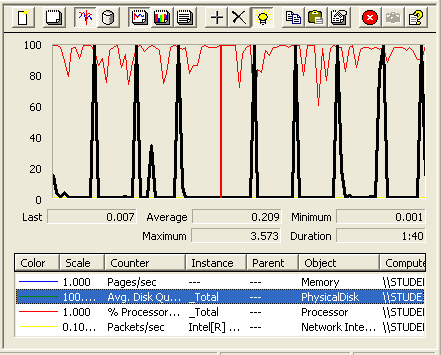 100
80
60
40
20
0
Last 0.007 Average 0.209 Minimum 0.001
Maximum 3.573 Duration 1:40
Color Scale Counter Instance Parent Object Compute
1.000 Pages/sec --- --- Memory \\STUDE
100.... Avg. Disk Qu... _Total --- PhysicalDisk \\STUDE
1.000 % Processor... _Total --- Processor \\STUDE
0.10... Packets/sec Intel[R] ... --- Network Inte... \\STUDE